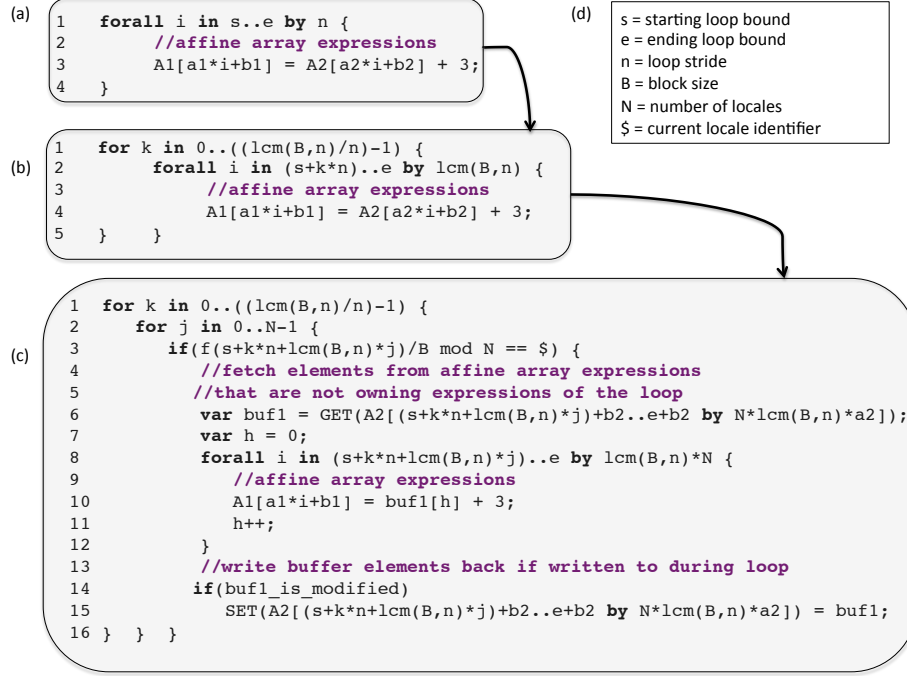 (a)
1 forall i in s..e by n {
2 //affine array expressions
3 A1[a1*i+b1] = A2[a2*i+b2] + 3;
4 }
(d)
s = starting loop bound
e = ending loop bound
n = loop stride
B = block size
N = number of locales
$ = current locale identifier
(b)
1 for k in 0..((lcm(B,n)/n)-1) {
2 forall i in (s+k*n)..e by lcm(B,n) {
3 //affine array expressions
4 A1[a1*i+b1] = A2[a2*i+b2] + 3;
5 } }
(c)
1 for k in 0..((lcm(B,n)/n)-1) {
2 for j in 0..N-1 {
3 if(f(s+k*n+lcm(B,n)*j)/B mod N == $) {
4 //fetch elements from affine array expressions
5 //that are not owning expressions of the loop
6 var buf1 = GET(A2[(s+k*n+lcm(B,n)*j)+b2..e+b2 by N*lcm(B,n)*a2]);
7 var h = 0;
8 forall i in (s+k*n+lcm(B,n)*j)..e by lcm(B,n)*N {
9 //affine array expressions
10 A1[a1*i+b1] = buf1[h] + 3;
11 h++;
12 }
13 //write buffer elements back if written to during loop
14 if(buf1_is_modified)
15 SET(A2[(s+k*n+lcm(B,n)*j)+b2..e+b2 by N*lcm(B,n)*a2]) = buf1;
16 } } }